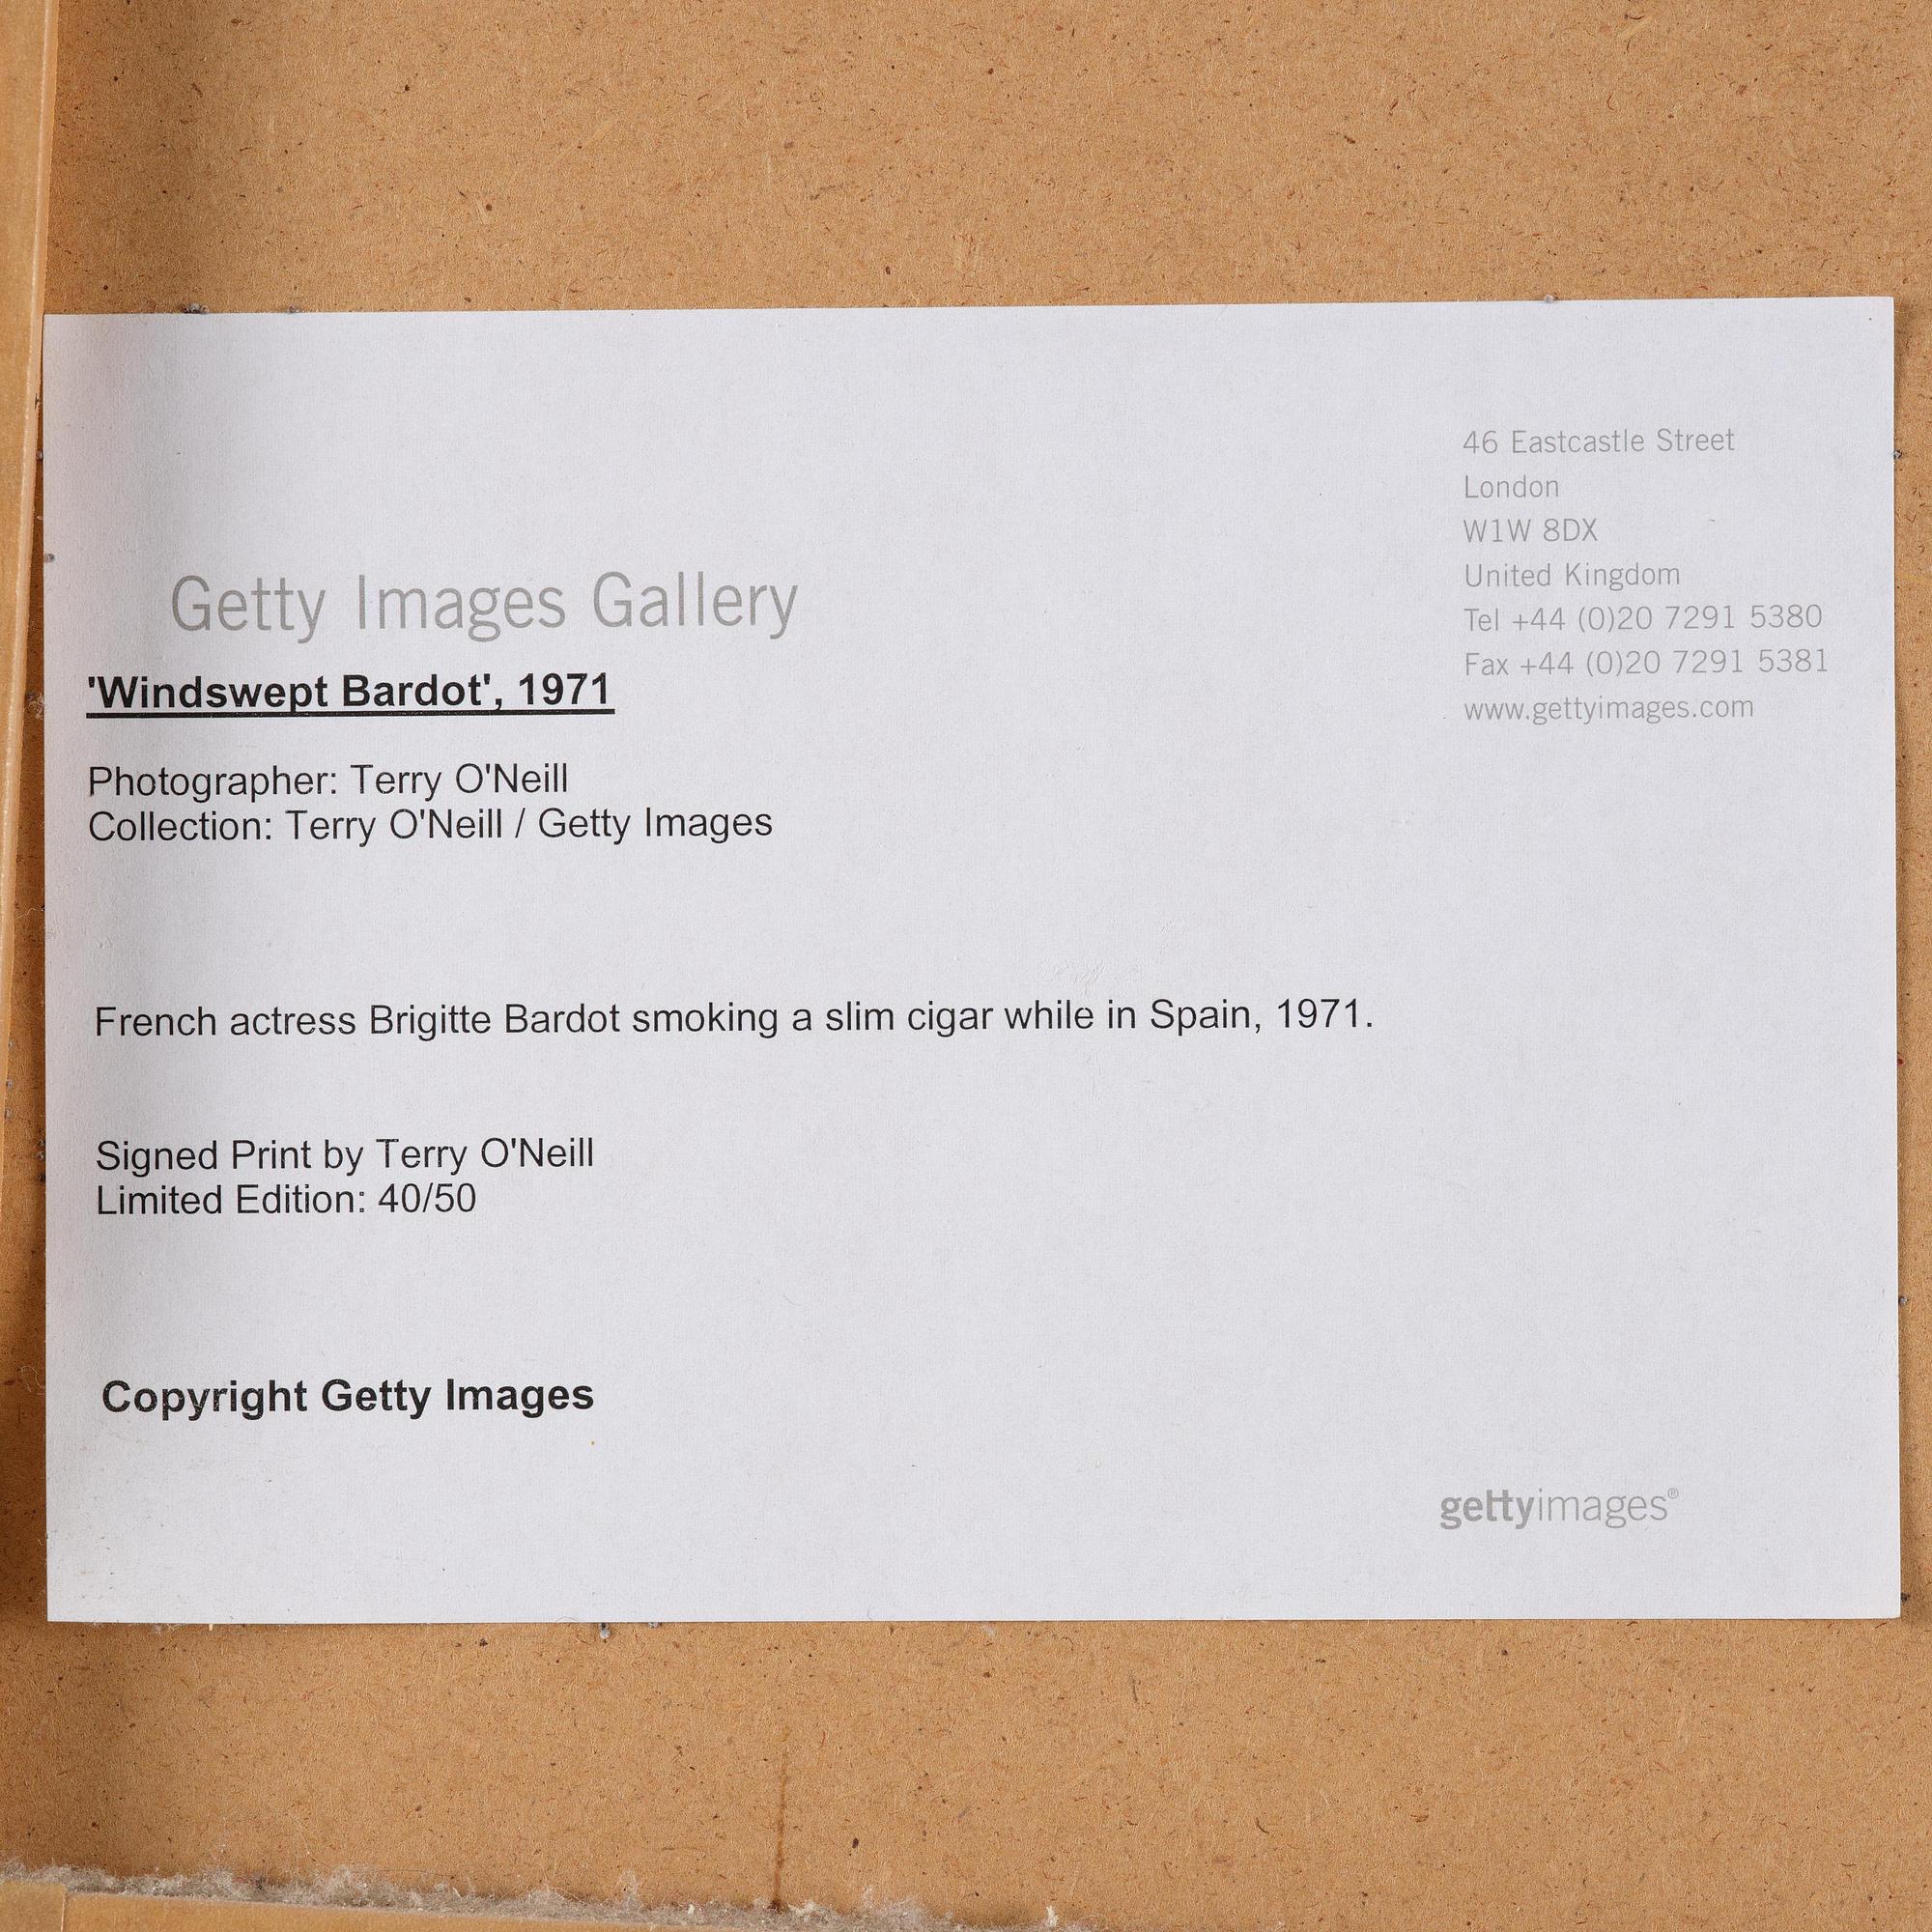 46 Eastcastle Street
London
W1W 8DX
United Kingdom
Tel +44 (0)20 7291 5380
Fax +44 (0)20 7291 5381
www.gettyimages.com
Getty Images Gallery
'Windswept Bardot', 1971
Photographer: Terry O'Neill
Collection: Terry O'Neill / Getty Images
French actress Brigitte Bardot smoking a slim cigar while in Spain, 1971.
Signed Print by Terry O'Neill
Limited Edition: 40/50
Copyright Getty Images
gettyimages®